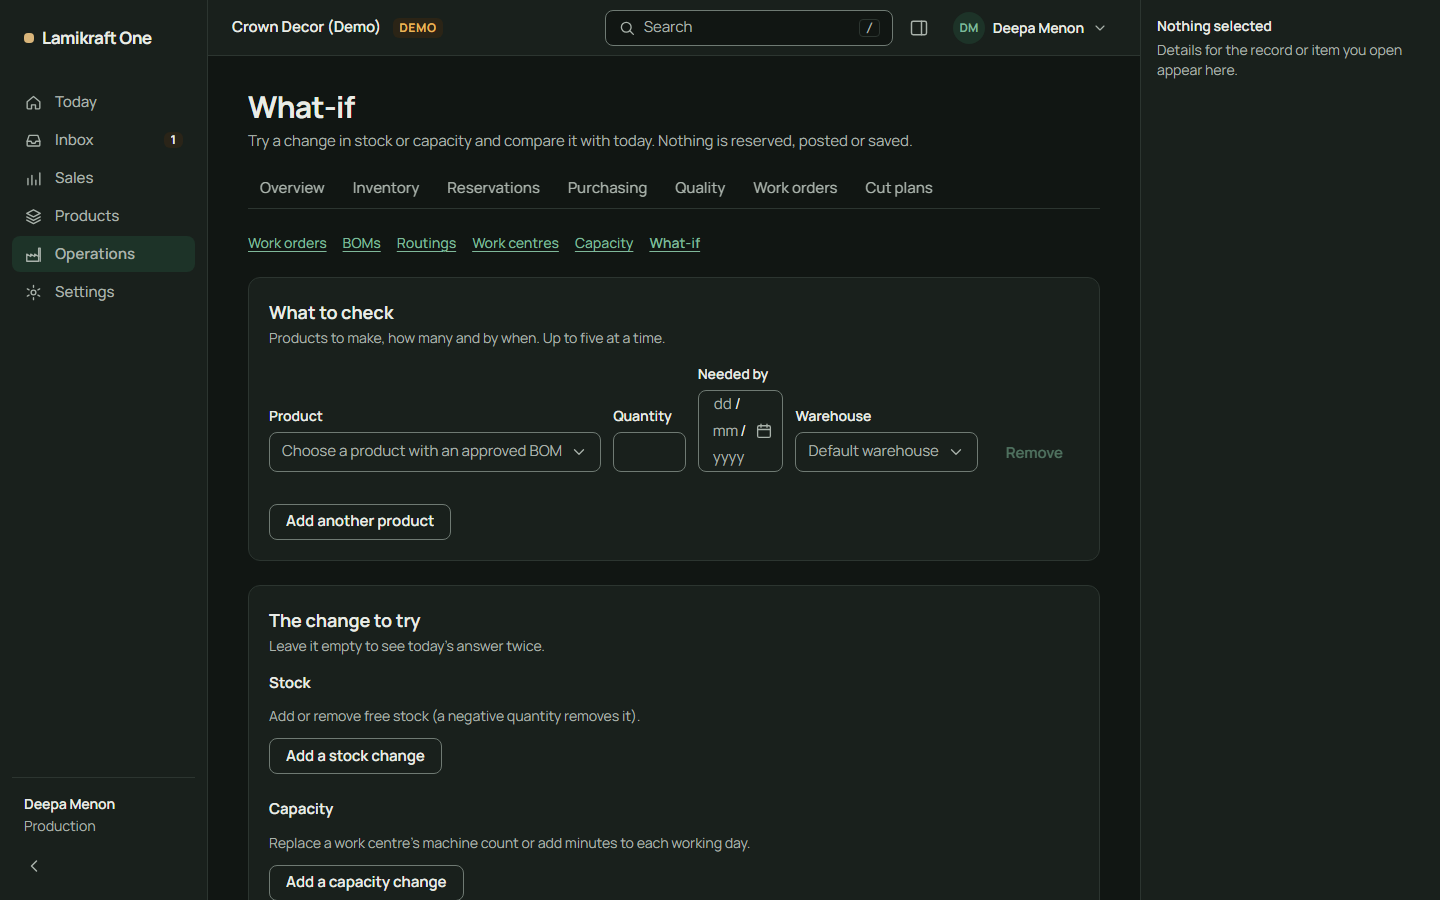 Lamikraft One
Today
Inbox 1
Sales
Products
Operations
Settings
Deepa Menon
Production
Crown Decor (Demo) DEMO
Search /
DM Deepa Menon
What-if
Try a change in stock or capacity and compare it with today. Nothing is reserved, posted or saved.
Overview Inventory Reservations Purchasing Quality Work orders Cut plans
Work orders BOMs Routings Work centres Capacity What-if
What to check
Products to make, how many and by when. Up to five at a time.
Product
Choose a product with an approved BOM
Quantity
Needed by
dd /
mm /
yyyy
Warehouse
Default warehouse
Remove
Add another product
The change to try
Leave it empty to see today's answer twice.
Stock
Add or remove free stock (a negative quantity removes it).
Add a stock change
Capacity
Replace a work centre's machine count or add minutes to each working day.
Add a capacity change
Nothing selected
Details for the record or item you open
appear here.